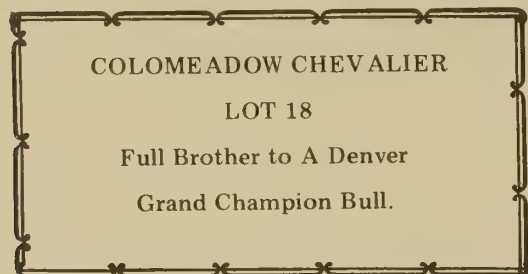 COLOMEADOW CHEVALIER
LOT 18
Full Brother to A Denver
Grand Champion Bull.